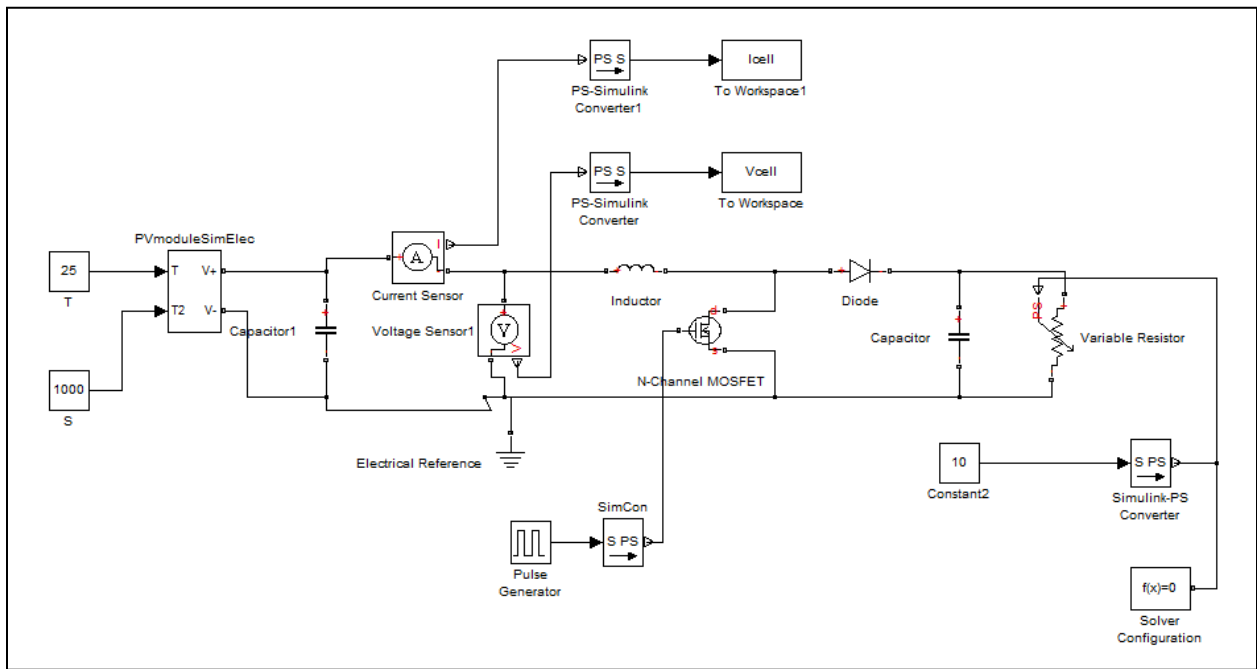 PS S
Icell
PS-Simulink
Converter1
To Workspace1
PS S
Vcell
PS-Simulink
Converter
To Workspace
PVmoduleSimElec
25
T
T V+
T2 V-
1000
S
Capacitor1
+
+
A
I
Current Sensor
Voltage Sensor1
+
V
V
+
Inductor
+
Diode
d
s
N-Channel MOSFET
Capacitor
+
PS
+
Variable Resistor
Electrical Reference
10
Constant2
S PS
Simulink-PS
Converter
SimCon
S PS
Pulse
Generator
f(x)=0
Solver
Configuration